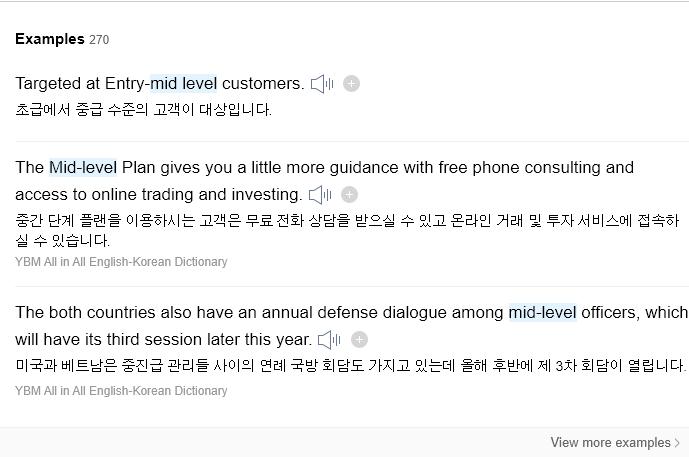 Examples 270
Targeted at Entry-mid level customers.
초급에서 중급 수준의 고객이 대상입니다.
The Mid-level Plan gives you a little more guidance with free phone consulting and
access to online trading and investing.
중간 단계 플랜을 이용하시는 고객은 무료 전화 상담을 받으실 수 있고 온라인 거래 및 투자 서비스에 접속하
실 수 있습니다.
YBM All in All English-Korean Dictionary
The both countries also have an annual defense dialogue among mid-level officers, which
will have its third session later this year.
미국과 베트남은 중진급 관리들 사이의 연례 국방 회담도 가지고 있는데 올해 후반에 제 3차 회담이 열립니다.
YBM All in All English-Korean Dictionary
View more examples